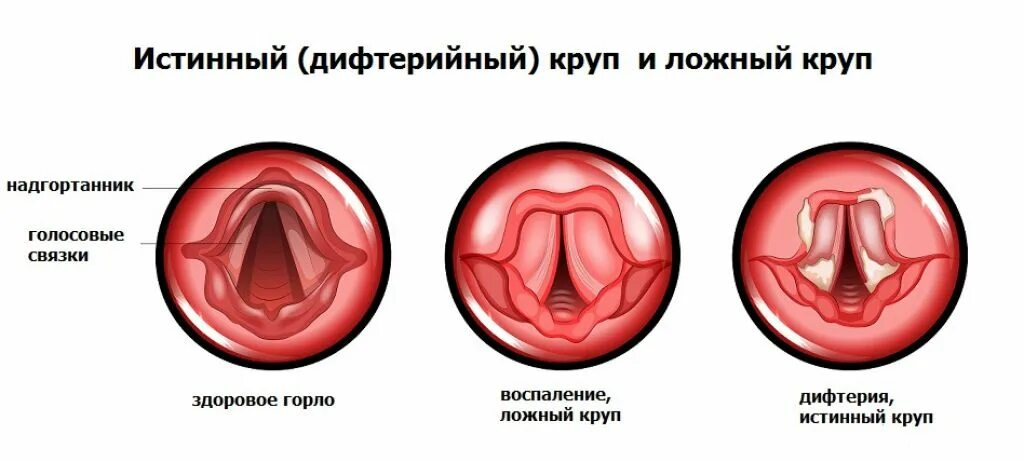 Истинный (дифтерийный) круп и ложный круп
надгортанник
голосовые
связки
здоровое горло
воспаление,
ложный круп
дифтерия,
истинный круп